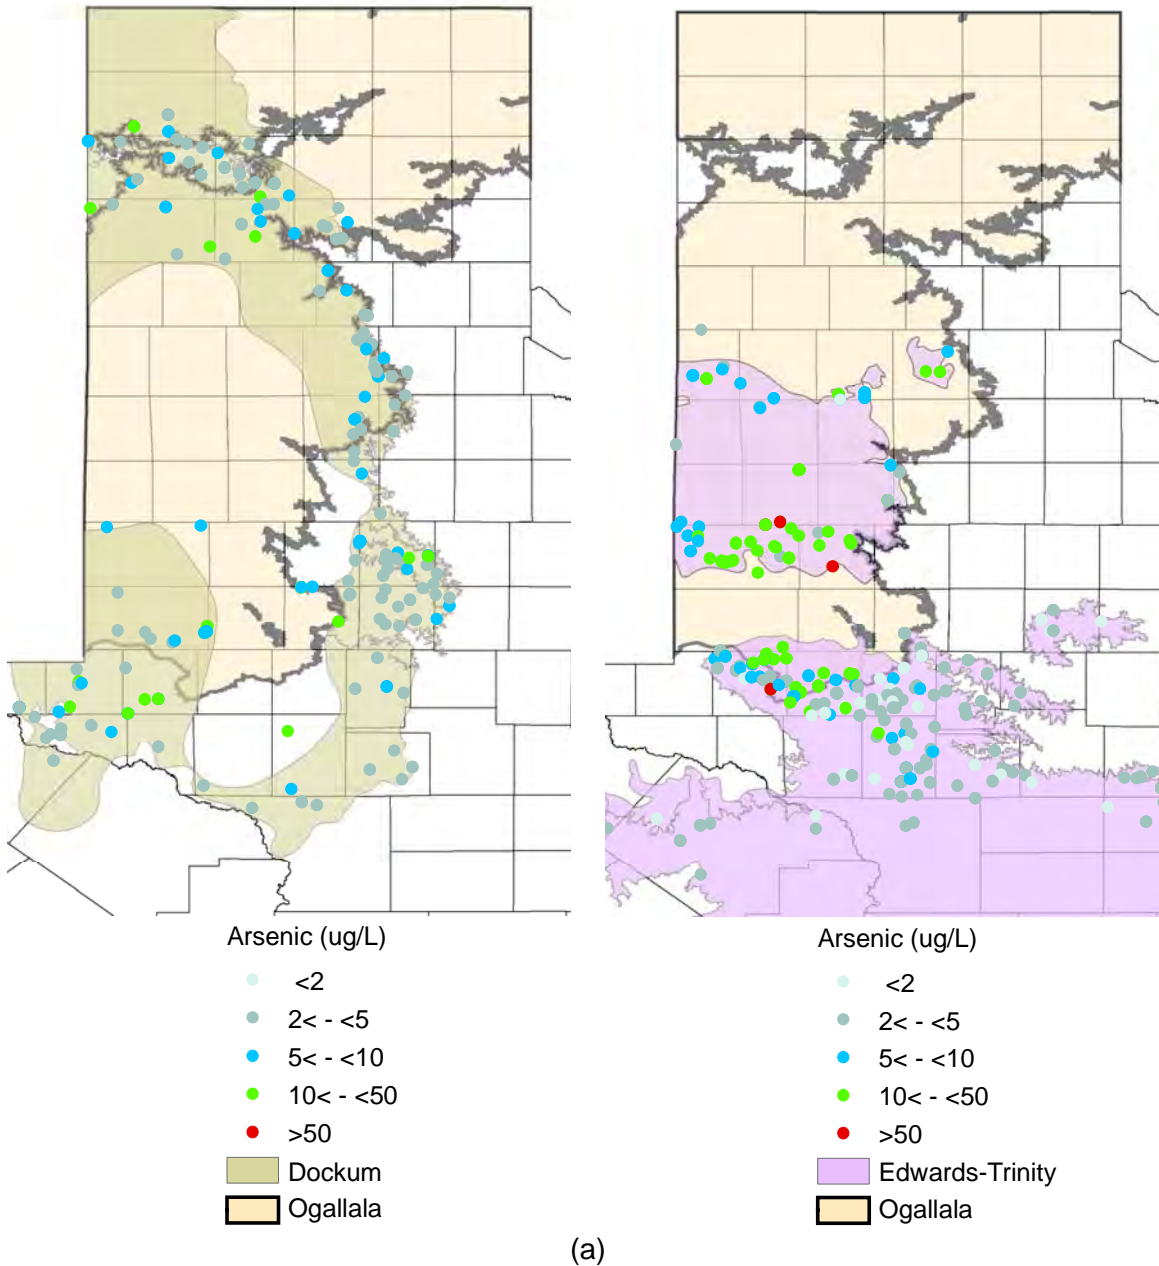 Arsenic (ug/L)
<2
2< - <5
5< - <10
10< - <50
>50
Dockum
Ogallala
Arsenic (ug/L)
<2
2< - <5
5< - <10
10< - <50
>50
Edwards-Trinity
Ogallala
(a)